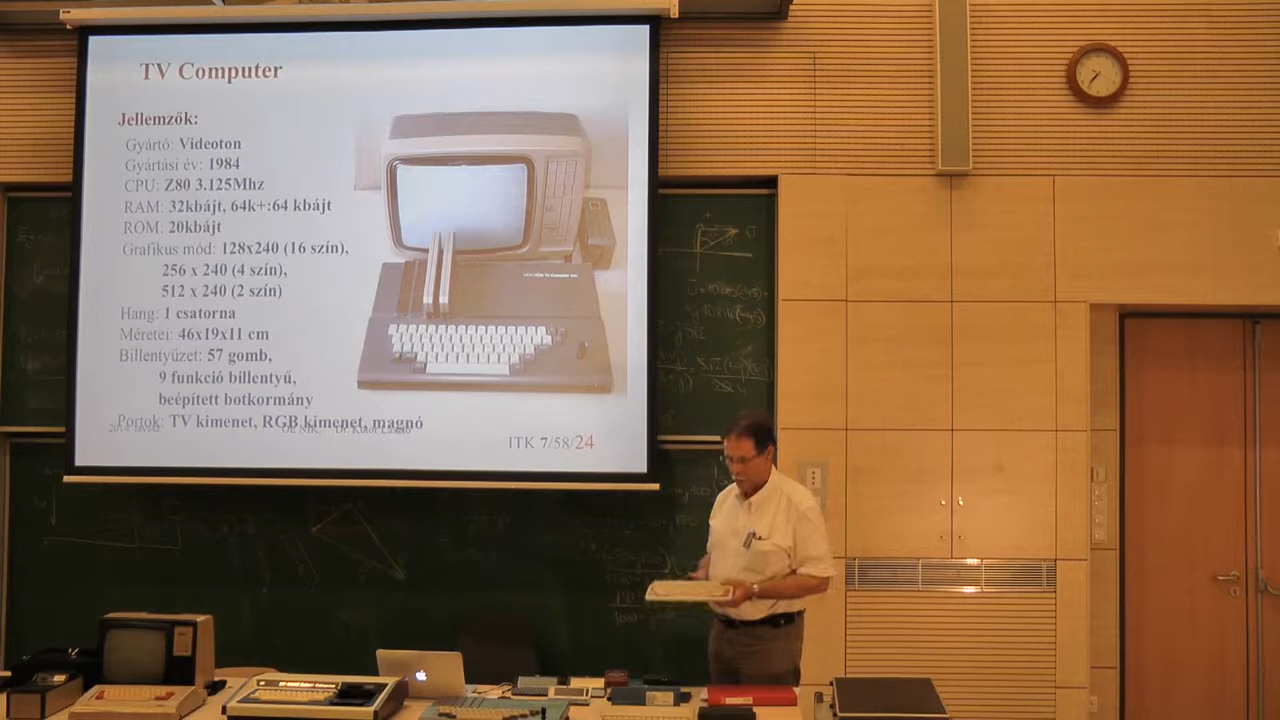 TV Computer
Jellemzők:
Gyártó: Videoton
Gyártási év: 1984
CPU: Z80 3.125Mhz
RAM: 32kbájt, 64k+:64 kbájt
ROM: 20kbájt
Grafikus mód: 128x240 (16 szín),
256 x 240 (4 szín),
512 x 240 (2 szín)
Hang: 1 csatorna
Méretei: 46x19x11 cm
Billentyűzet: 57 gomb,
9 funkció billentyű,
beépített botkormány
Portok: TV kimenet, RGB kimenet, magnó
ITK 7/58/24